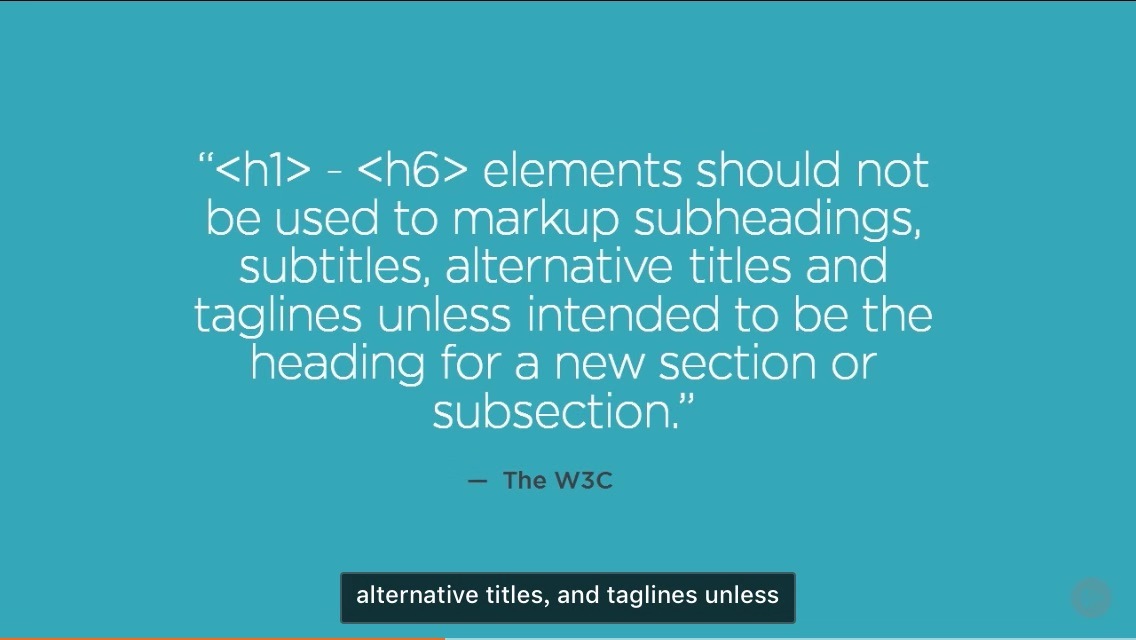 “<h1> - <h6> elements should not
be used to markup subheadings,
subtitles, alternative titles and
taglines unless intended to be the
heading for a new section or
subsection.”
— The W3C
alternative titles, and taglines unless